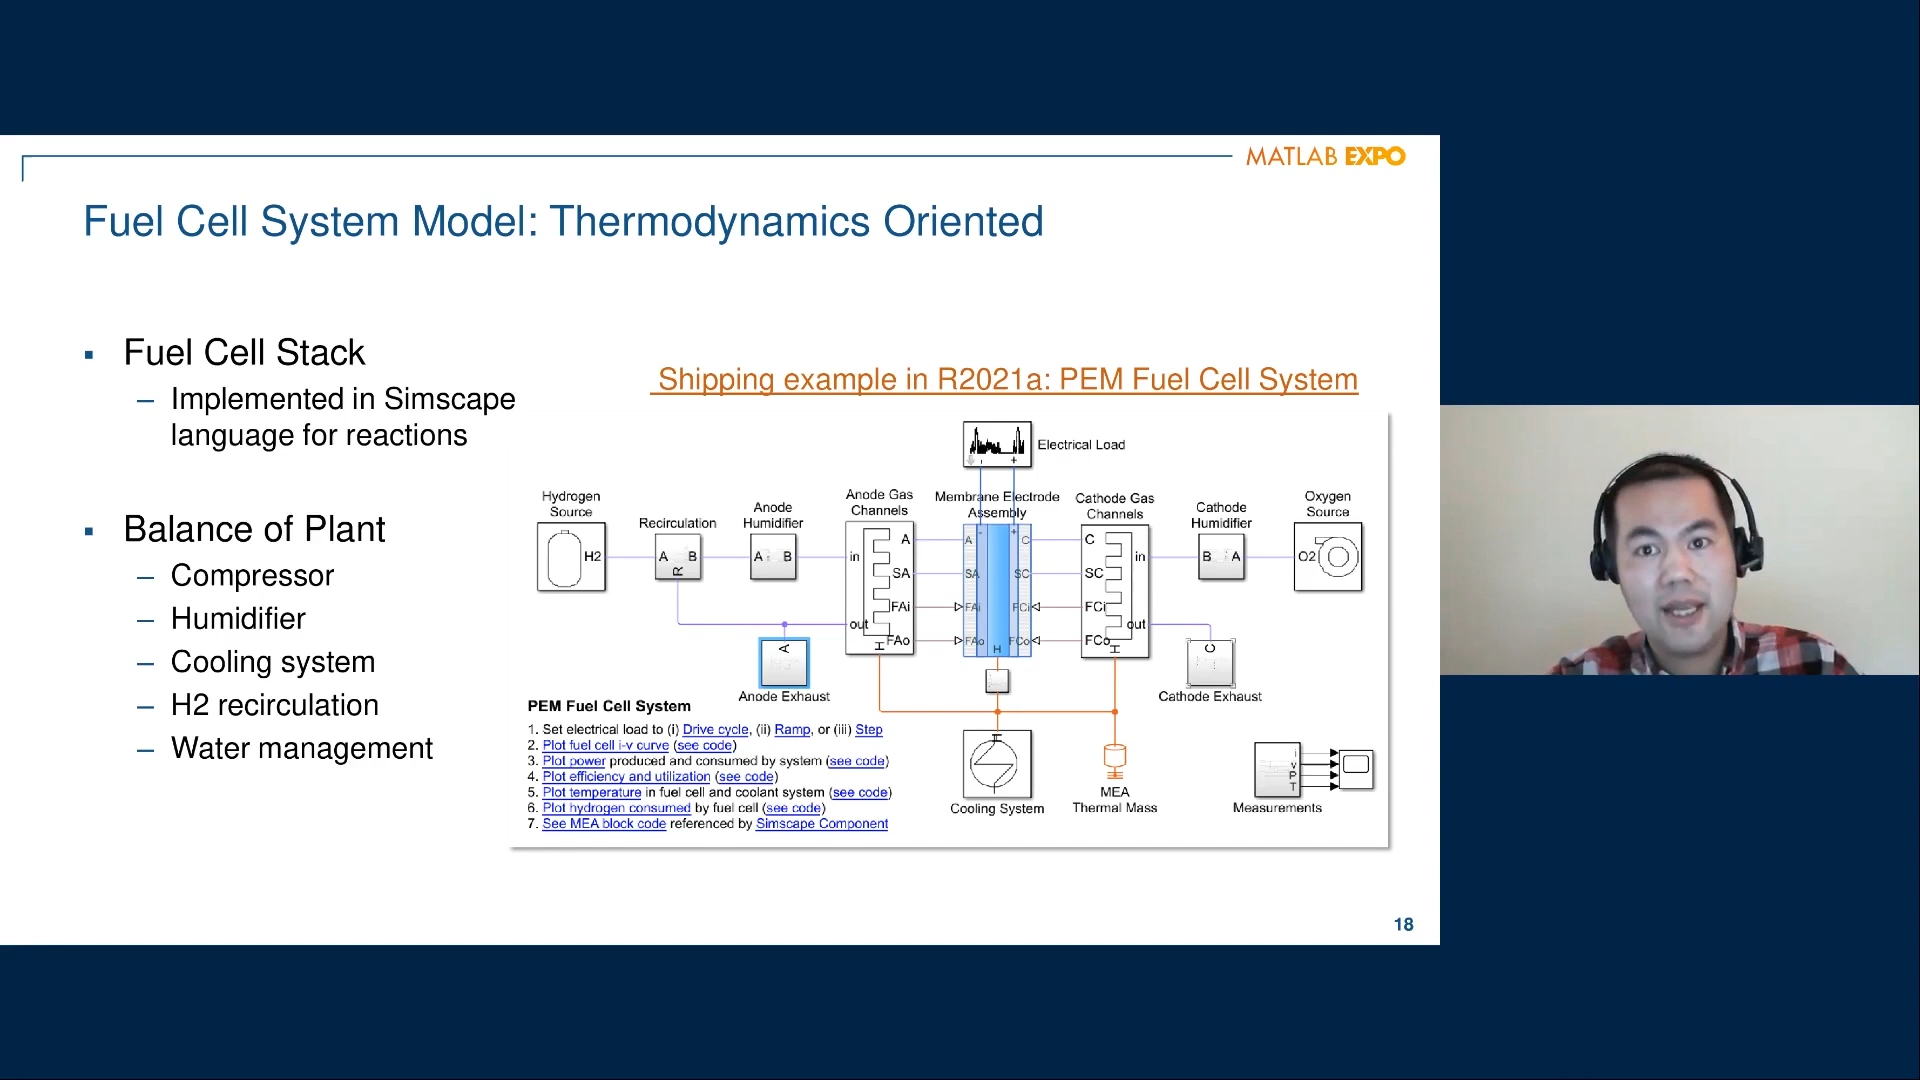 MATLAB EXPO
Fuel Cell System Model: Thermodynamics Oriented
▪ Fuel Cell Stack
– Implemented in Simscape
language for reactions
▪ Balance of Plant
– Compressor
– Humidifier
– Cooling system
– H2 recirculation
– Water management
Shipping example in R2021a: PEM Fuel Cell System
Electrical Load
- +
Hydrogen
Source
H2
Recirculation
A B
R
Anode
Humidifier
A B
Anode Gas
Channels
in
A
SA
FAi
out
FAo
H
Membrane Electrode
Assembly
- +
A C
SA SC
FAi FCi
FAo FCo
H
Cathode Gas
Channels
C
in
SC
FCi
out
FCo
H
Cathode
Humidifier
B A
Oxygen
Source
O2
A
Anode Exhaust
C
Cathode Exhaust
PEM Fuel Cell System
1. Set electrical load to (i) Drive cycle, (ii) Ramp, or (iii) Step
2. Plot fuel cell i-v curve (see code)
3. Plot power produced and consumed by system (see code)
4. Plot efficiency and utilization (see code)
5. Plot temperature in fuel cell and coolant system (see code)
6. Plot hydrogen consumed by fuel cell (see code)
7. See MEA block code referenced by Simscape Component
H
Cooling System
MEA
Thermal Mass
i
v
P
T
Measurements
18